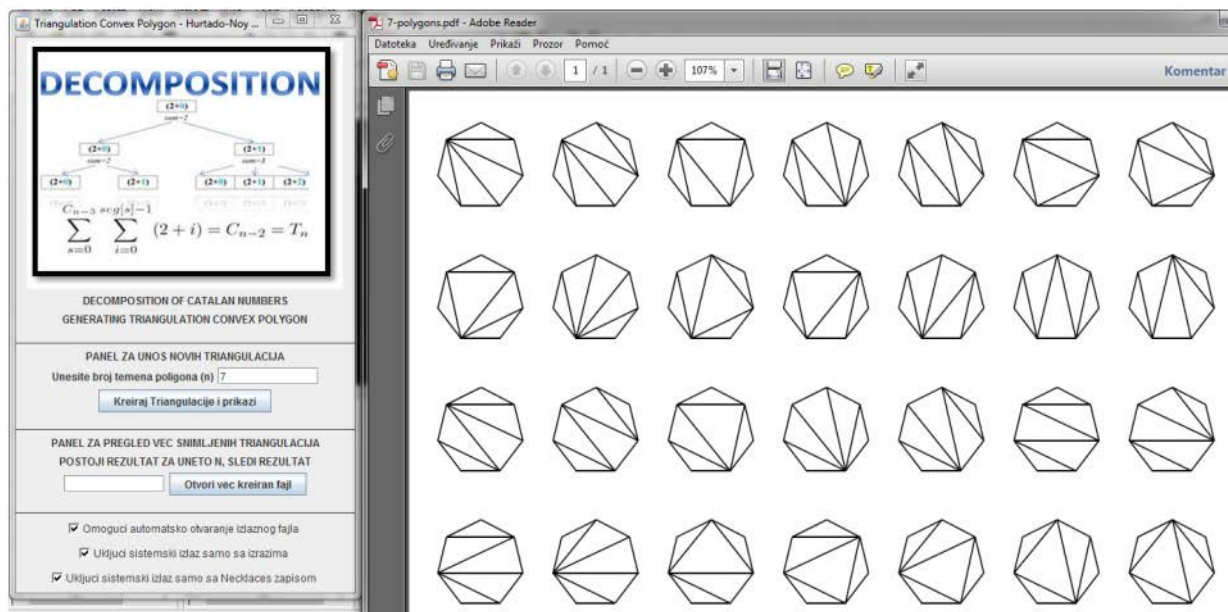 Triangulation Convex Polygon - Hurtado-Noy ...
DECOMPOSITION
(2+0)
sum=2
(2+0)
sum=2
(2+1)
sum=3
(2+0) (2+1) (2+0) (2+1) (2+2)
C_{n-3} seg[s]-1
∑ ∑ (2 + i) = C_{n-2} = T_n
s=0 i=0
DECOMPOSITION OF CATALAN NUMBERS
GENERATING TRIANGULATION CONVEX POLYGON
PANEL ZA UNOS NOVIH TRIANGULACIJA
Unesite broj temena poligona (n) 7
Kreiraj Triangulacije i prikazi
PANEL ZA PREGLED VEC SNIMLJENIH TRIANGULACIJA
POSTOJI REZULTAT ZA UNETO N, SLEDI REZULTAT
Otvori vec kreiran fajl
Omoguci automatsko otvaranje izlaznog fajla
Ukljuci sistemski izlaz samo sa izrazima
Ukljuci sistemski izlaz samo sa Necklaces zapisom
7-polygons.pdf - Adobe Reader
Datoteka Uređivanje Prikaži Prozor Pomoć
1 / 1 107% Komentar